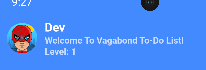 9:27
Dev
Welcome To Vagabond To-Do List!
Level: 1